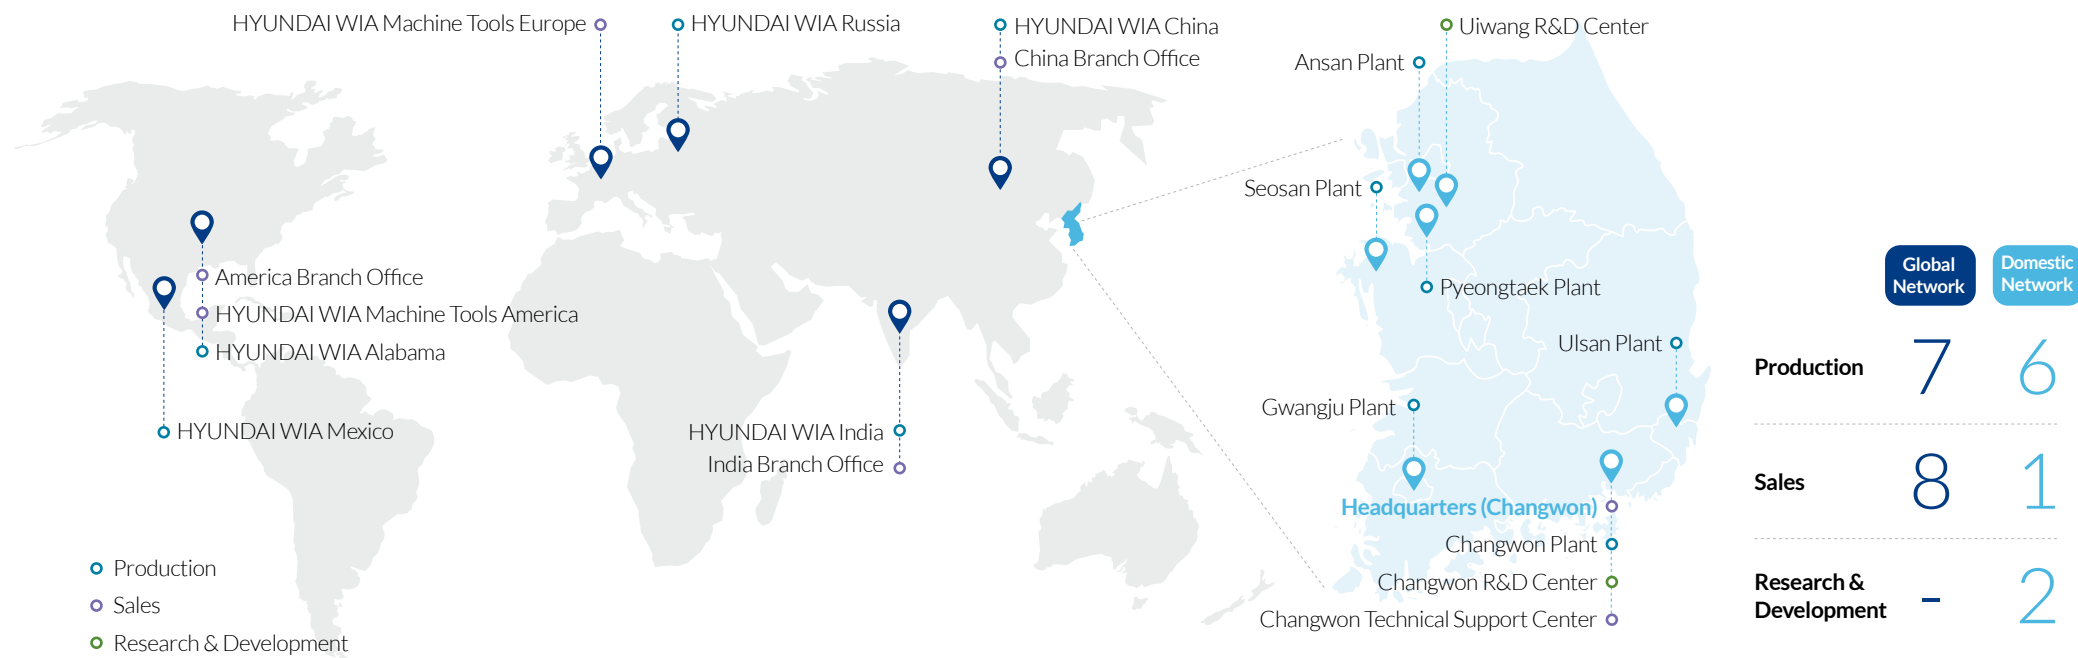 HYUNDAI WIA Machine Tools Europe
HYUNDAI WIA Russia
HYUNDAI WIA China
China Branch Office
Uiwang R&D Center
Ansan Plant
Seosan Plant
Pyeongtaek Plant
America Branch Office
HYUNDAI WIA Machine Tools America
HYUNDAI WIA Alabama
HYUNDAI WIA Mexico
HYUNDAI WIA India
India Branch Office
Ulsan Plant
Gwangju Plant
Headquarters (Changwon)
Changwon Plant
Changwon R&D Center
Changwon Technical Support Center
Production
Sales
Research & Development
Global
Network
Domestic
Network
Production 7 6
Sales 8 1
Research &
Development - 2